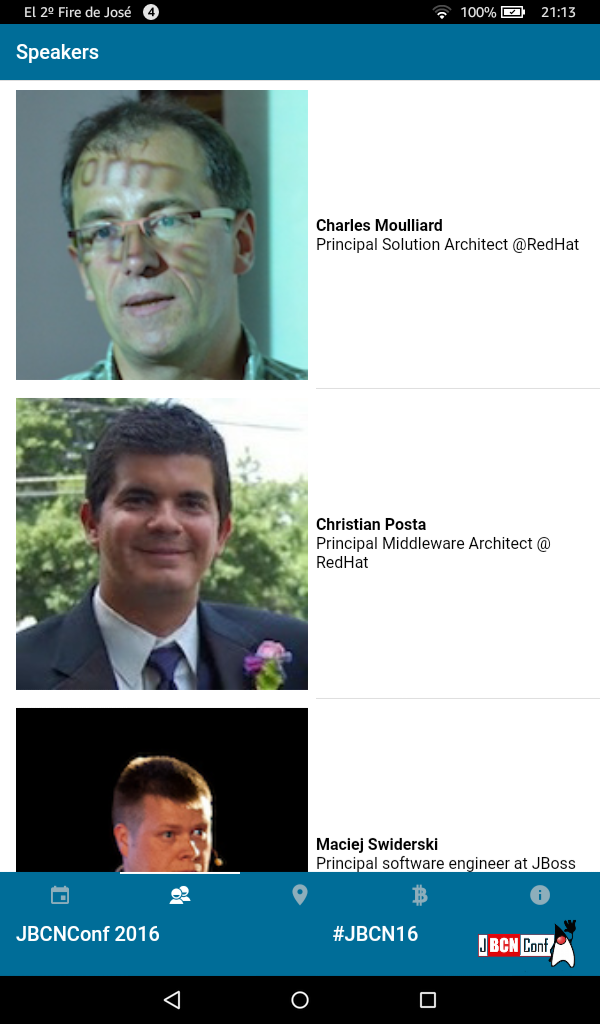 El 2º Fire de José 4 100% 21:13
Speakers
Charles Moulliard
Principal Solution Architect @RedHat
Christian Posta
Principal Middleware Architect @
RedHat
Maciej Swiderski
Principal software engineer at JBoss
JBCNConf 2016 #JBCN16
JBCNConf